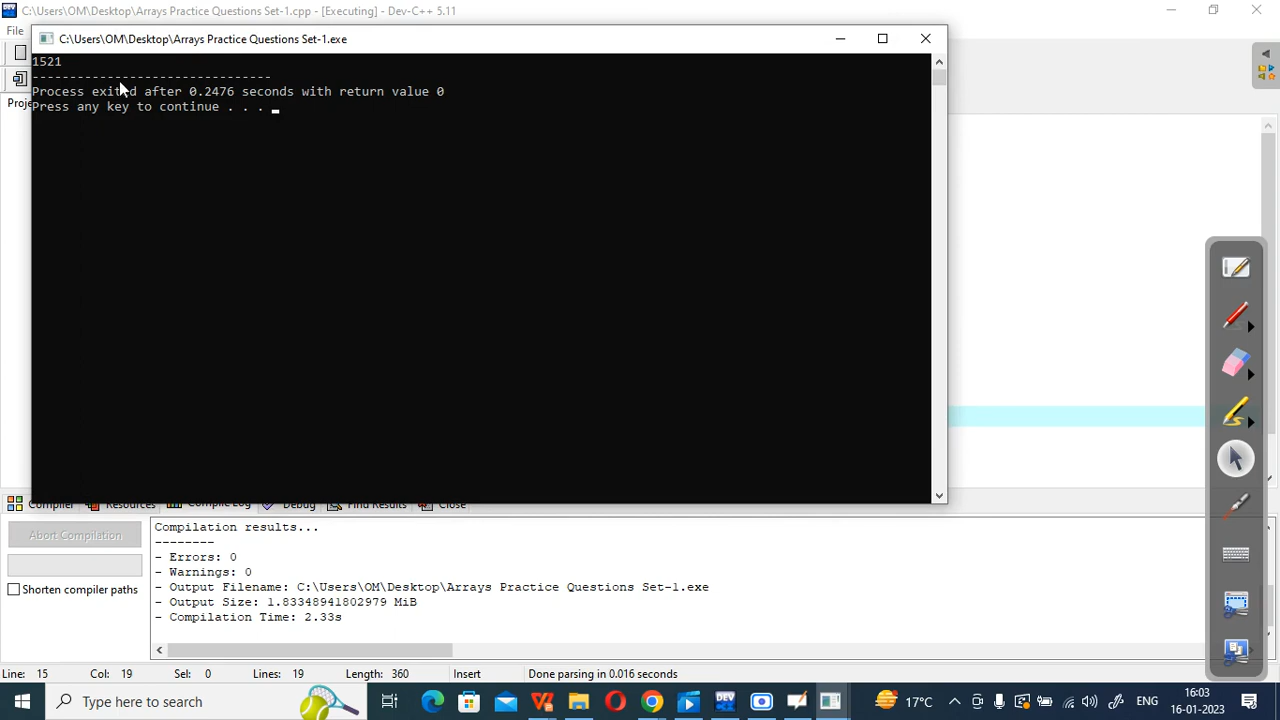 C:\Users\OM\Desktop\Arrays Practice Questions Set-1.cpp - [Executing] - Dev-C++ 5.11
File
C:\Users\OM\Desktop\Arrays Practice Questions Set-1.exe
1521
--------------------------------
Process exited after 0.2476 seconds with return value 0
Press any key to continue . . .
Proje
Compiler Resources Compile Log Debug Find Results Close
Abort Compilation
Shorten compiler paths
Compilation results...
--------
- Errors: 0
- Warnings: 0
- Output Filename: C:\Users\OM\Desktop\Arrays Practice Questions Set-1.exe
- Output Size: 1.83348941802979 MiB
- Compilation Time: 2.33s
Line: 15 Col: 19 Sel: 0 Lines: 19 Length: 360 Insert Done parsing in 0.016 seconds
Type here to search
17°C
ENG
16:03
16-01-2023